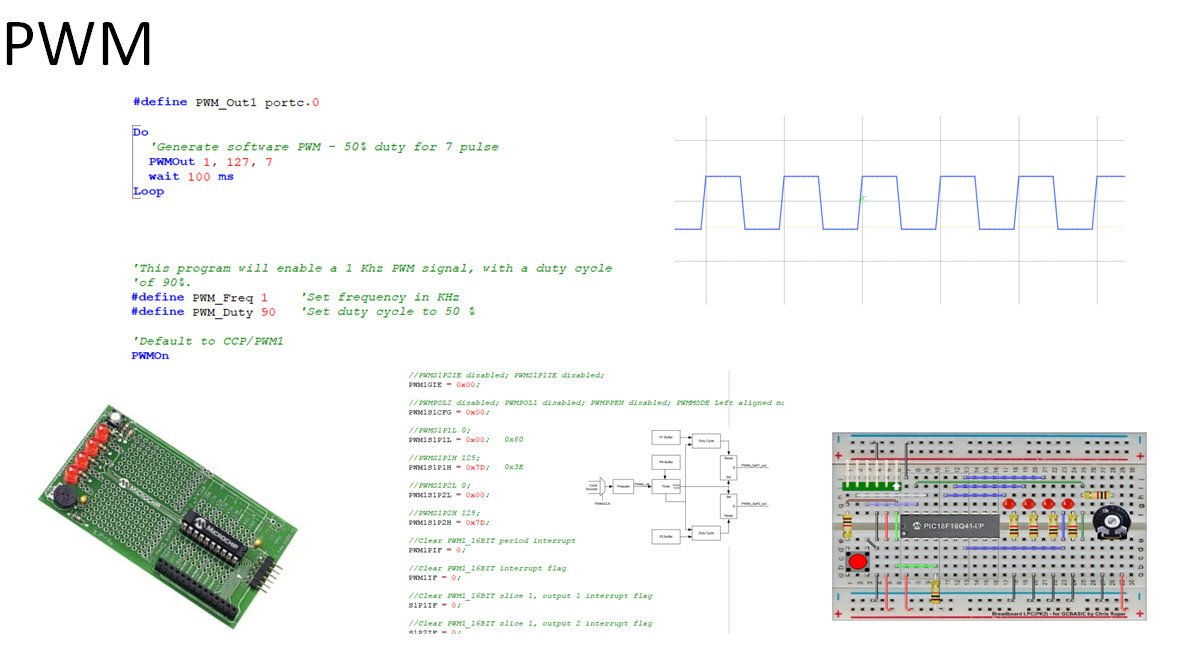 PWM
#define PWM_Out1 portc.0
Do
'Generate software PWM - 50% duty for 7 pulse
PWMOut 1, 127, 7
wait 100 ms
Loop
'This program will enable a 1 Khz PWM signal, with a duty cycle
'of 90%.
#define PWM_Freq 1 'Set frequency in KHz
#define PWM_Duty 90 'Set duty cycle to 50 %
'Default to CCP/PWM1
PWMOn
//PWMS1P2IE disabled; PWMS1P1IE disabled;
PWM1GIE = 0x00;
//PWMPOL2 disabled; PWMPOL1 disabled; PWMPPEN disabled; PWMMODE Left aligned mo
PWM1S1CFG = 0x00;
//PWMS1P1L 0;
PWM1S1P1L = 0x00; 0x80
//PWMS1P1H 125;
PWM1S1P1H = 0x7D; 0x3E
//PWMS1P2L 0;
PWM1S1P2L = 0x00;
//PWMS1P2H 125;
PWM1S1P2H = 0x7D;
//Clear PWM1_16BIT period interrupt
PWM1PIF = 0;
//Clear PWM1_16BIT interrupt flag
PWM1IF = 0;
//Clear PWM1_16BIT slice 1, output 1 interrupt flag
S1P1IF = 0;
//Clear PWM1_16BIT slice 1, output 2 interrupt flag
S1P2IF = 0;
P1 Buffer
Duty Cycle
PR Buffer
Clock
Sources
Prescale
Timer
Reset
Set
Set
Reset
P2 Buffer
Duty Cycle
MICROCHIP
MICROCHIP
PIC18F16Q41-I/P
Breadboard LPC(PK2) - for GCBASIC by Chris Roper